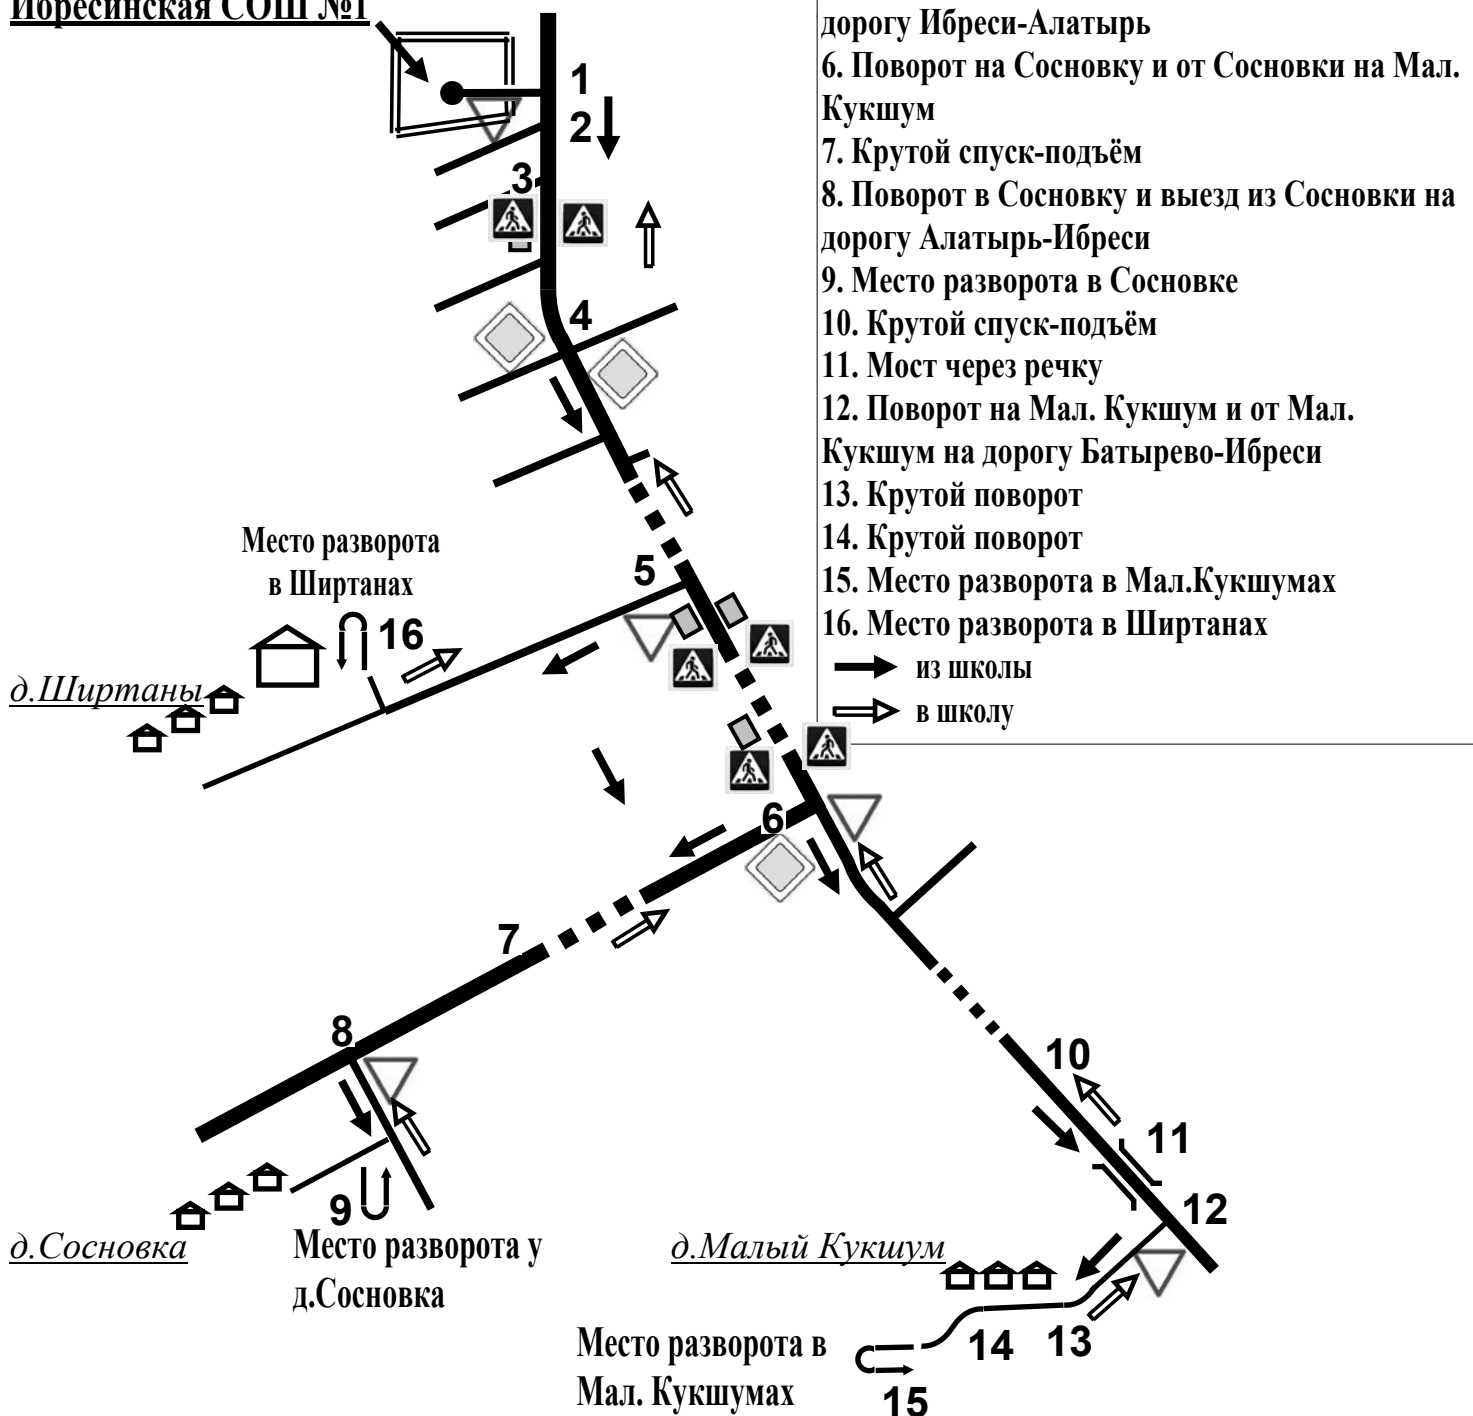 Ибресинская СОШ №1
дорогу Ибреси-Алатырь
6. Поворот на Сосновку и от Сосновки на Мал.
Кукшум
7. Крутой спуск-подъём
8. Поворот в Сосновку и выезд из Сосновки на
дорогу Алатырь-Ибреси
9. Место разворота в Сосновке
10. Крутой спуск-подъём
11. Мост через речку
12. Поворот на Мал. Кукшум и от Мал.
Кукшум на дорогу Батырево-Ибреси
13. Крутой поворот
14. Крутой поворот
15. Место разворота в Мал.Кукшумах
16. Место разворота в Ширтанах
из школы
в школу
1
2
3
4
Место разворота
в Ширтанах
5
16
д.Ширтаны
6
7
8
10
11
9
12
д.Сосновка
Место разворота у
д.Сосновка
д.Малый Кукшум
14
13
Место разворота в
Мал. Кукшумах
15